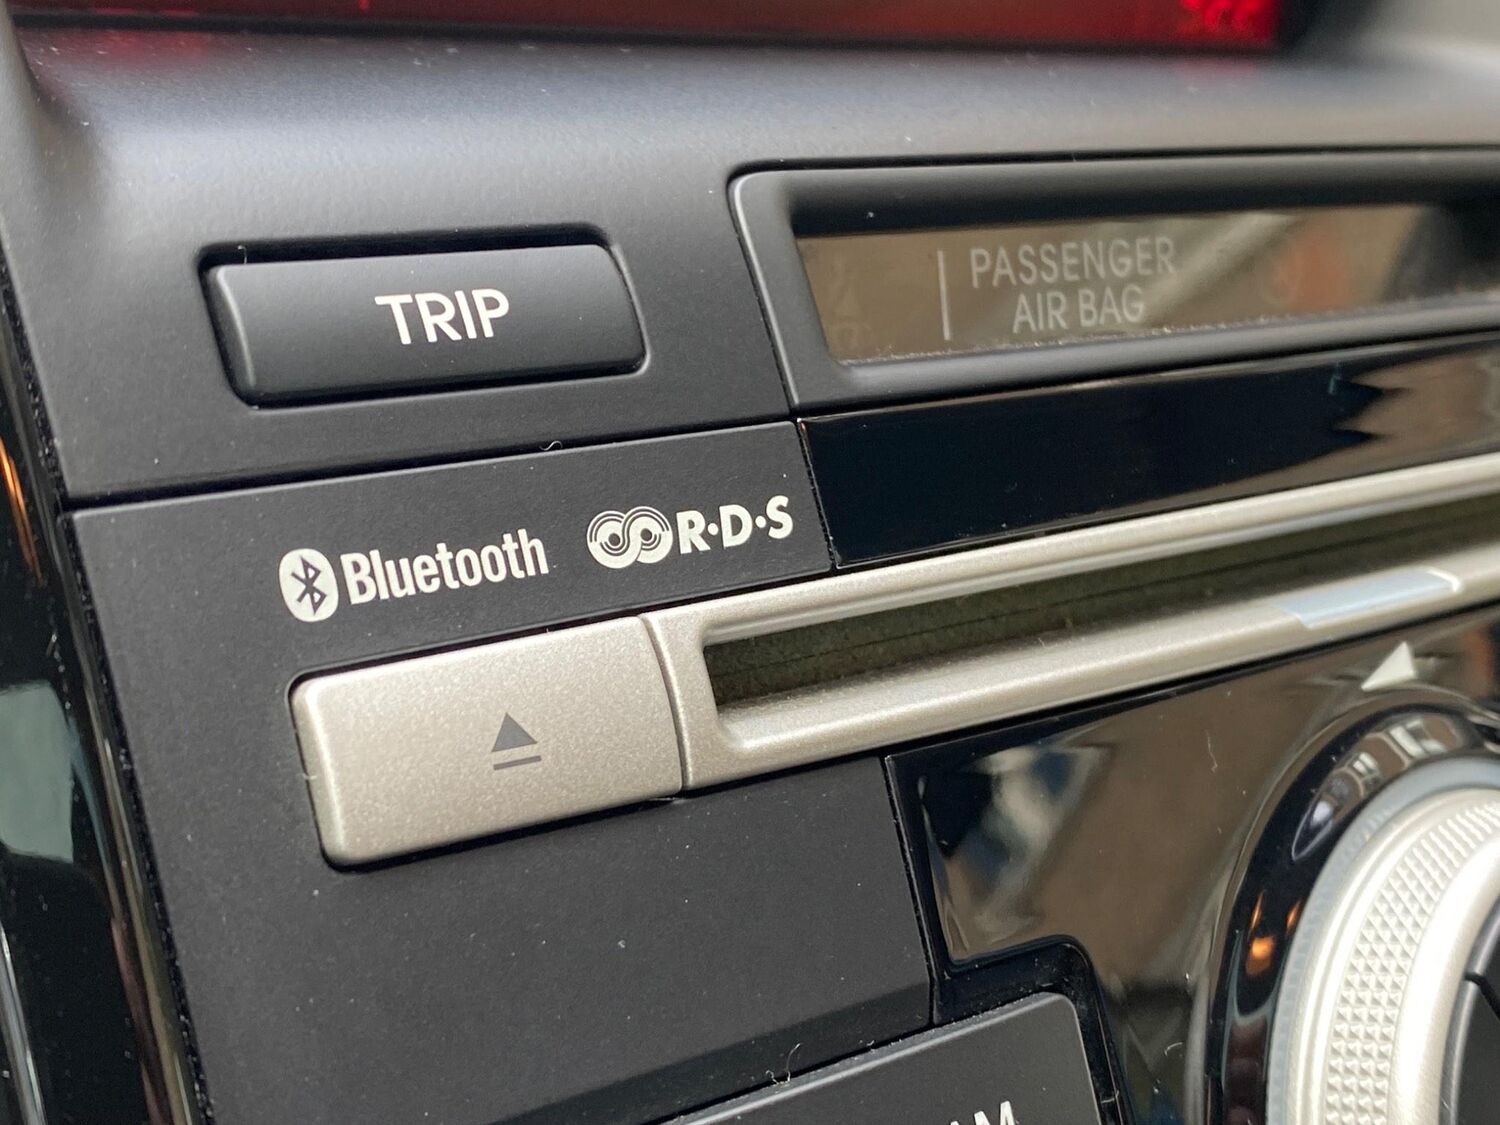 TRIP
PASSENGER
AIR BAG
Bluetooth
R·D·S